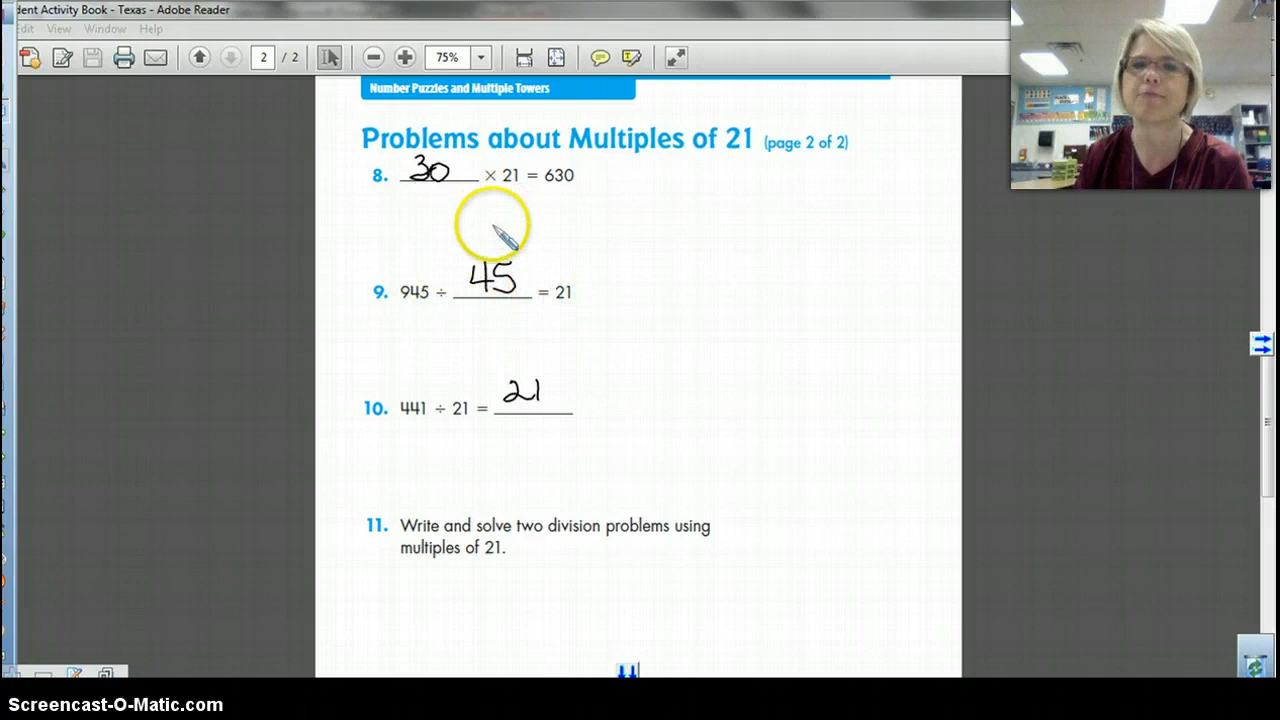 dent Activity Book - Texas - Adobe Reader
Edit View Window Help
2 / 2 75%
Number Puzzles and Multiple Towers
Problems about Multiples of 21 (page 2 of 2)
8. 30 × 21 = 630
9. 945 ÷ 45 = 21
10. 441 ÷ 21 = 21
11. Write and solve two division problems using
multiples of 21.
Screencast-O-Matic.com